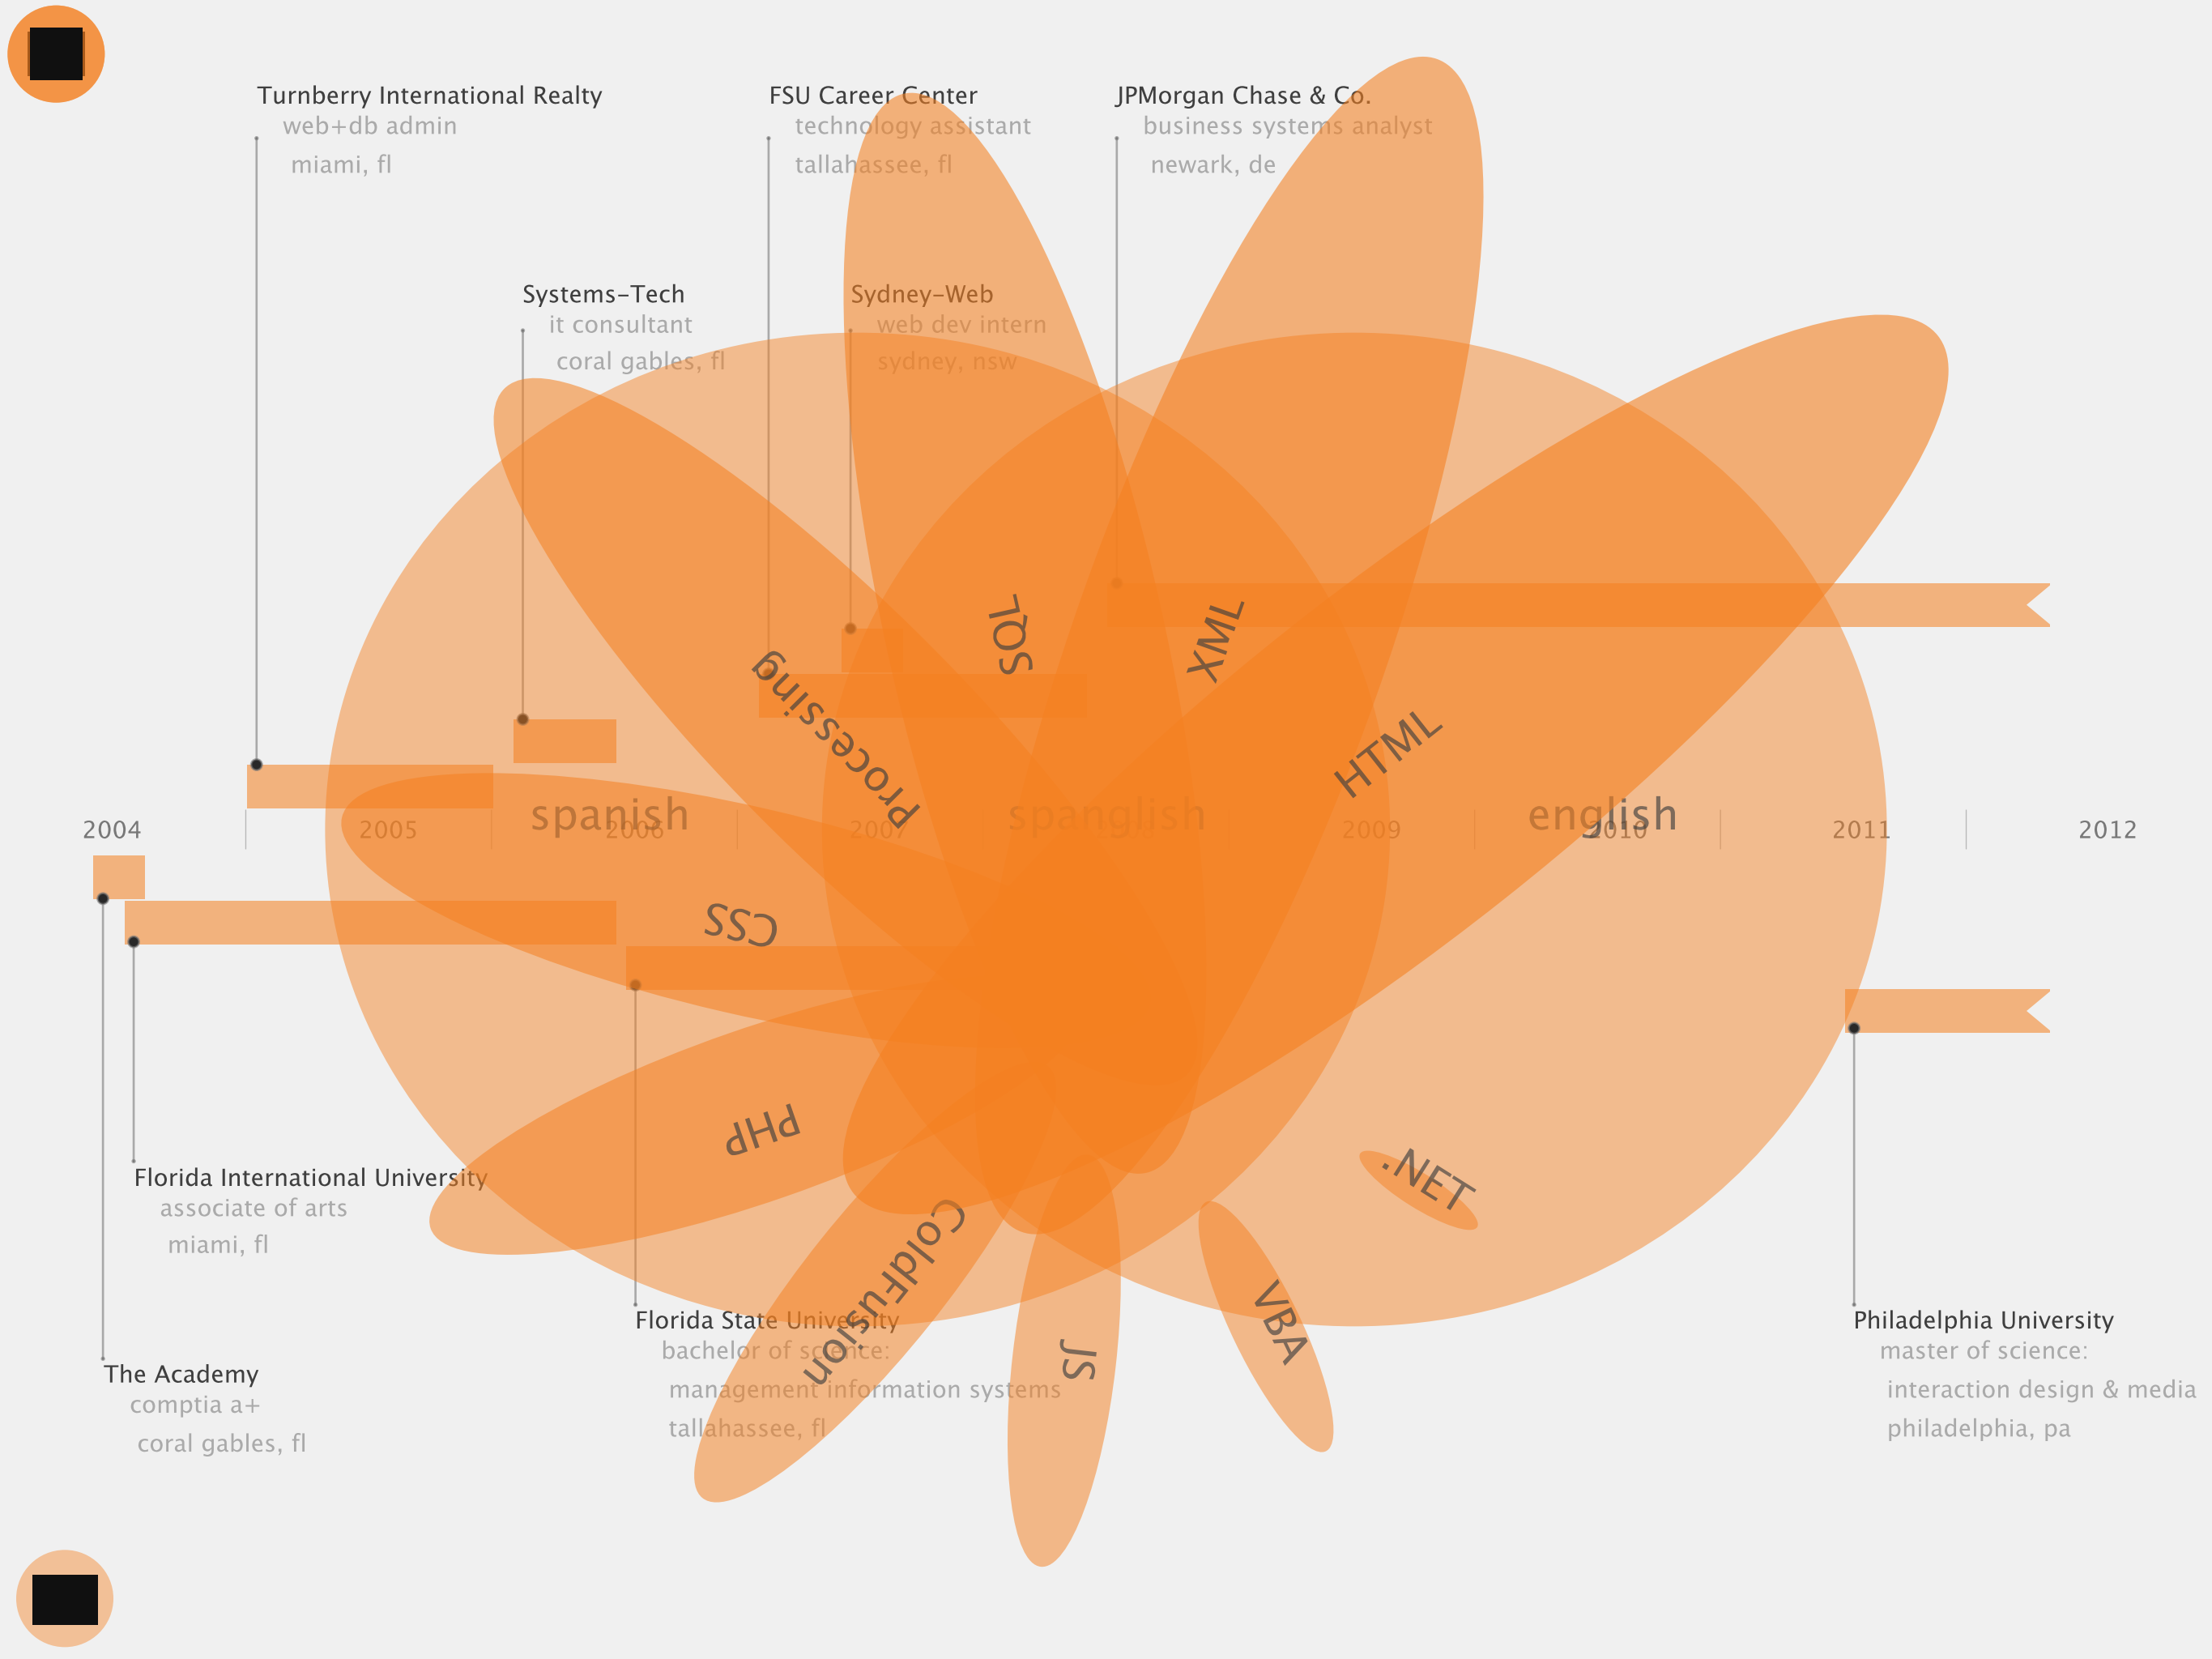 Turnberry International Realty
web+db admin
miami, fl
FSU Career Center
technology assistant
tallahassee, fl
JPMorgan Chase & Co.
business systems analyst
newark, de
Systems-Tech
it consultant
coral gables, fl
Sydney-Web
web dev intern
sydney, nsw
SQL
XML
Processing
HTML
spanish
spanglish
english
2004
2005
2006
2007
2009
2010
2011
2012
CSS
PHP
.NET
ColdFusion
VBA
JS
Florida International University
associate of arts
miami, fl
The Academy
comptia a+
coral gables, fl
Florida State University
bachelor of science:
management information systems
tallahassee, fl
Philadelphia University
master of science:
interaction design & media
philadelphia, pa